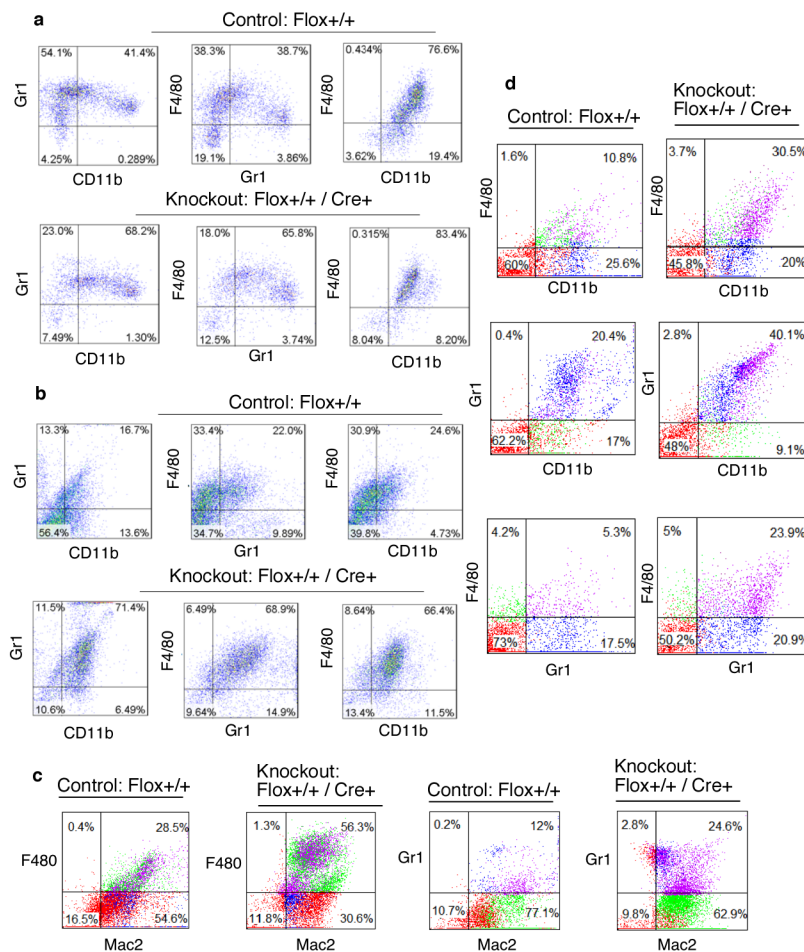 a
Control: Flox+/+
54.1% 41.4%
Gr1
4.25% 0.289%
CD11b
38.3% 38.7%
F4/80
19.1% 3.86%
Gr1
0.434% 76.6%
F4/80
3.62% 19.4%
CD11b
Knockout: Flox+/+ / Cre+
23.0% 68.2%
Gr1
7.49% 1.30%
CD11b
18.0% 65.8%
F4/80
12.5% 3.74%
Gr1
0.315% 83.4%
F4/80
8.04% 8.20%
CD11b
b
Control: Flox+/+
13.3% 16.7%
Gr1
56.4% 13.6%
CD11b
33.4% 22.0%
F4/80
34.7% 9.89%
Gr1
30.9% 24.6%
F4/80
39.8% 4.73%
CD11b
Knockout: Flox+/+ / Cre+
11.5% 71.4%
Gr1
10.6% 6.49%
CD11b
6.49% 68.9%
F4/80
9.64% 14.9%
Gr1
8.64% 66.4%
F4/80
13.4% 11.5%
CD11b
c
Control: Flox+/+
0.4% 28.5%
F480
16.5% 54.6%
Mac2
Knockout:
Flox+/+ / Cre+
1.3% 56.3%
F480
11.8% 30.6%
Mac2
Control: Flox+/+
0.2% 12%
Gr1
10.7% 77.1%
Mac2
Knockout:
Flox+/+ / Cre+
2.8% 24.6%
Gr1
9.8% 62.9%
Mac2
d
Control: Flox+/+
Knockout:
Flox+/+ / Cre+
1.6% 10.8%
F4/80
60% 25.6%
CD11b
3.7% 30.5%
F4/80
45.8% 20%
CD11b
0.4% 20.4%
Gr1
62.2% 17%
CD11b
2.8% 40.1%
Gr1
48% 9.1%
CD11b
4.2% 5.3%
F4/80
73% 17.5%
Gr1
5% 23.9%
F4/80
50.2% 20.9%
Gr1